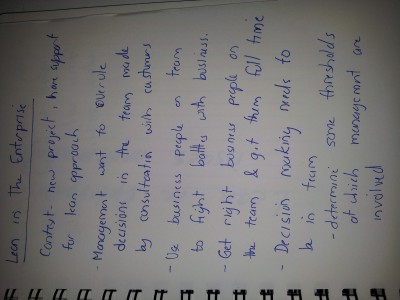 Lean in The Enterprise
Context - new project, have support
for lean approach
- Management want to overrule
decisions in the team made
by consultation with customers
- Use business people on team
to fight battles with business.
- Get right business people on
the team & get them full time
- Decision making needs to
be in team
- determine some thresholds
at which management are
involved